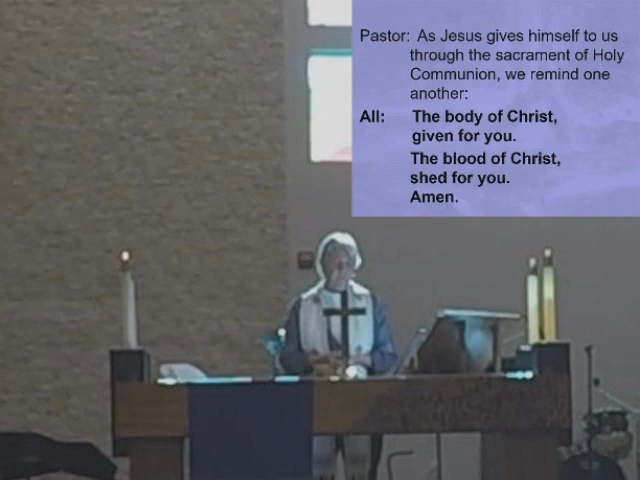 Pastor: As Jesus gives himself to us
through the sacrament of Holy
Communion, we remind one
another:
All: The body of Christ,
given for you.
The blood of Christ,
shed for you.
Amen.